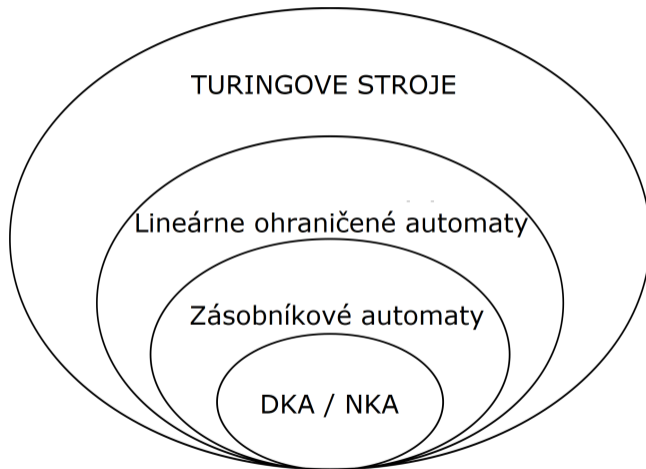 TURINGOVE STROJE
Lineárne ohraničené automaty
Zásobníkové automaty
DKA / NKA